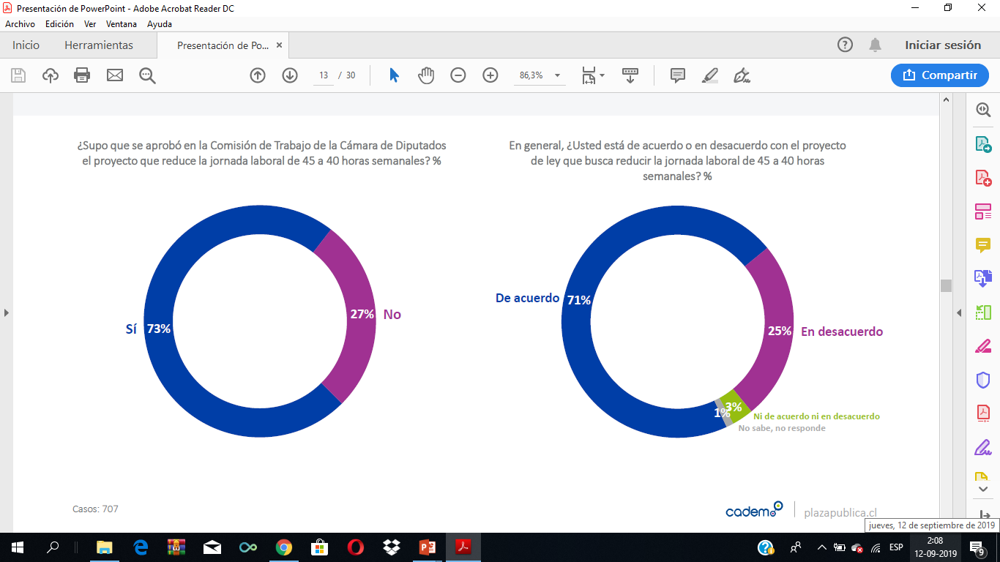 Presentación de PowerPoint - Adobe Acrobat Reader DC
Archivo Edición Ver Ventana Ayuda
Inicio Herramientas Presentación de Po... Iniciar sesión
13 / 30 86,3% Compartir
¿Supo que se aprobó en la Comisión de Trabajo de la Cámara de Diputados
el proyecto que reduce la jornada laboral de 45 a 40 horas semanales? %
Sí 73%
27% No
En general, ¿Usted está de acuerdo o en desacuerdo con el proyecto
de ley que busca reducir la jornada laboral de 45 a 40 horas
semanales? %
De acuerdo 71%
25% En desacuerdo
3%
1%
Ni de acuerdo ni en desacuerdo
No sabe, no responde
Casos: 707
cadem
plazapublica.cl
jueves, 12 de septiembre de 2019
ESP
2:08
12-09-2019
9